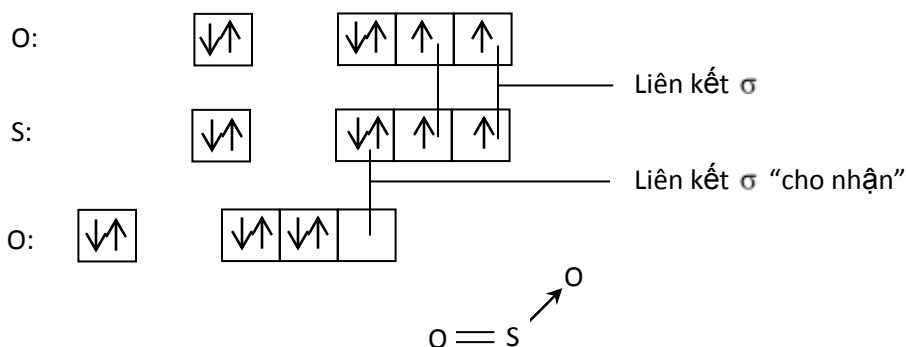 O:
Liên kết σ
S:
Liên kết σ “cho nhận”
O:
O
O S